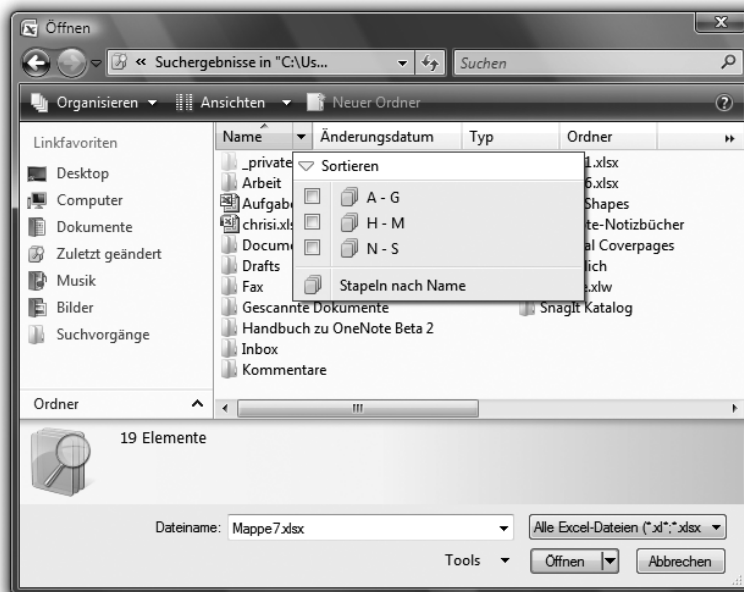 Öffnen
« Suchergebnisse in "C:\Us... Suchen
Organisieren Ansichten Neuer Ordner
Linkfavoriten
Desktop
Computer
Dokumente
Zuletzt geändert
Musik
Bilder
Suchvorgänge
Ordner
Name Änderungsdatum Typ Ordner
_private
Arbeit
Aufgab
chrisi.xls
Docum
Drafts
Fax
Gescannte Dokumente
Handbuch zu OneNote Beta 2
Inbox
Kommentare
Sortieren
A - G
H - M
N - S
Stapeln nach Name
1.xlsx
6.xlsx
Shapes
te-Notizbücher
al Coverpages
lich
.xlw
SnagIt Katalog
19 Elemente
Dateiname: Mappe7.xlsx Alle Excel-Dateien (*.xl*;*.xlsx
Tools Öffnen Abbrechen